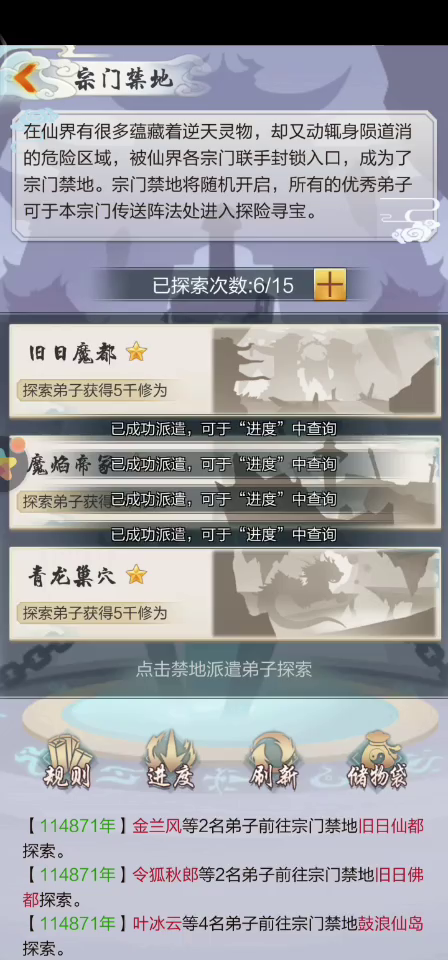 宗门禁地
在仙界有很多蕴藏着逆天灵物，却又动辄身陨道消
的危险区域，被仙界各宗门联手封锁入口，成为了
宗门禁地。宗门禁地将随机开启，所有的优秀弟子
可于本宗门传送阵法处进入探险寻宝。
已探索次数:6/15
旧日魔都
探索弟子获得5千修为
已成功派遣，可于“进度”中查询
魔焰帝冢
已成功派遣，可于“进度”中查询
探索弟子获得
已成功派遣，可于“进度”中查询
已成功派遣，可于“进度”中查询
青龙巢穴
探索弟子获得5千修为
点击禁地派遣弟子探索
规则 进度 刷新 储物袋
【114871年】金兰风等2名弟子前往宗门禁地旧日仙都
探索。
【114871年】令狐秋郎等2名弟子前往宗门禁地旧日佛
都探索。
【114871年】叶冰云等4名弟子前往宗门禁地鼓浪仙岛
探索。